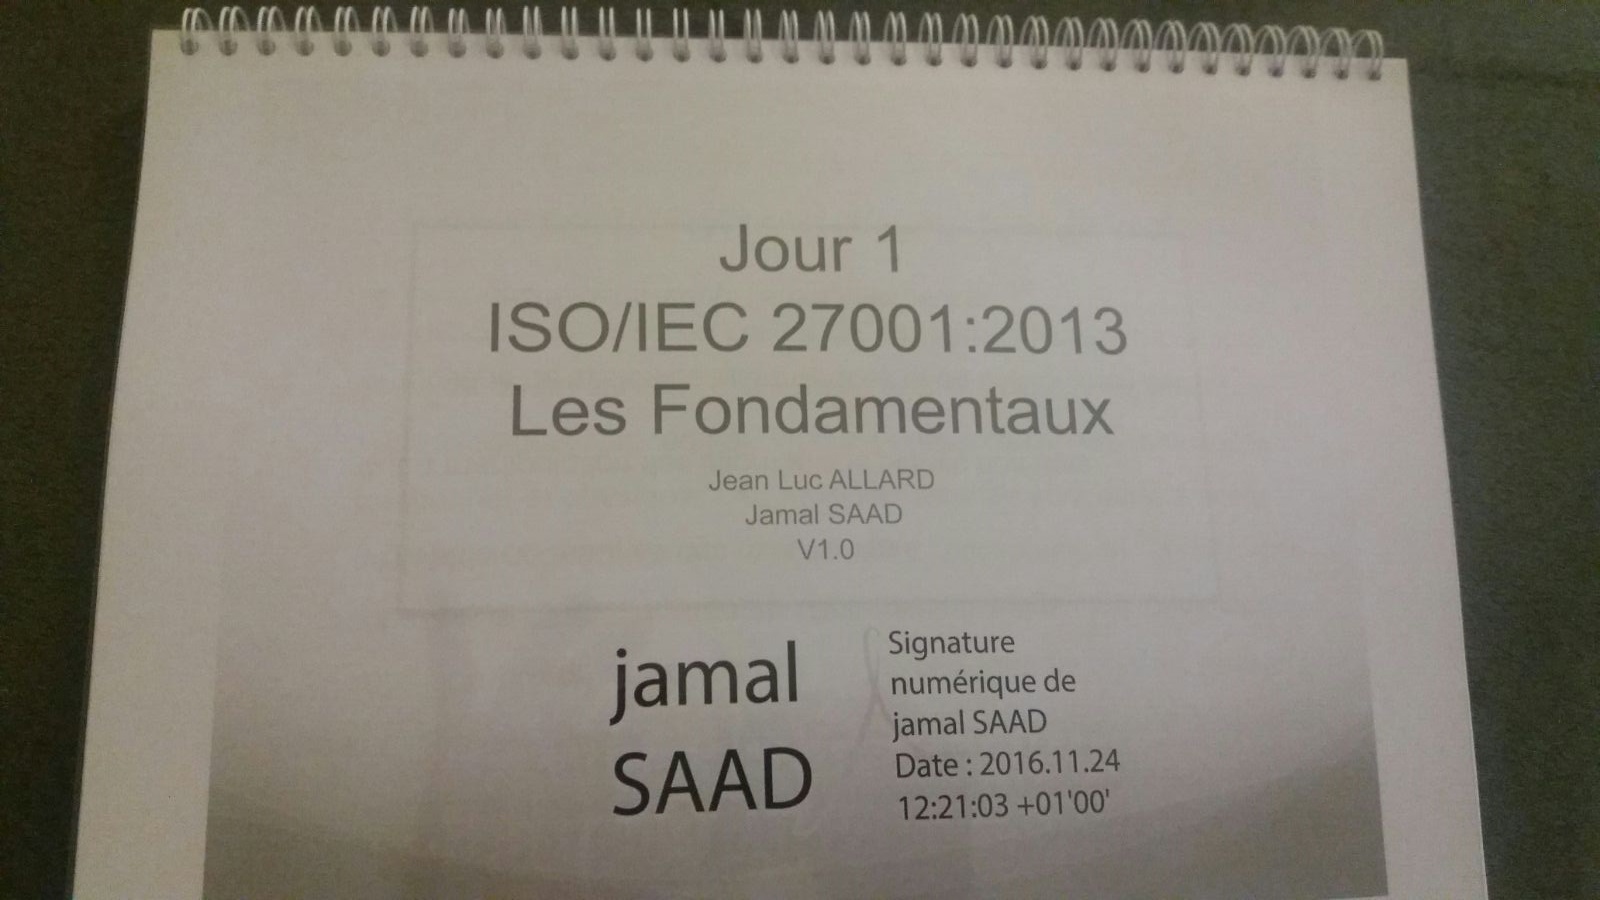 Jour 1
ISO/IEC 27001:2013
Les Fondamentaux
Jean Luc ALLARD
Jamal SAAD
V1.0
jamal
SAAD
Signature
numérique de
jamal SAAD
Date : 2016.11.24
12:21:03 +01'00'